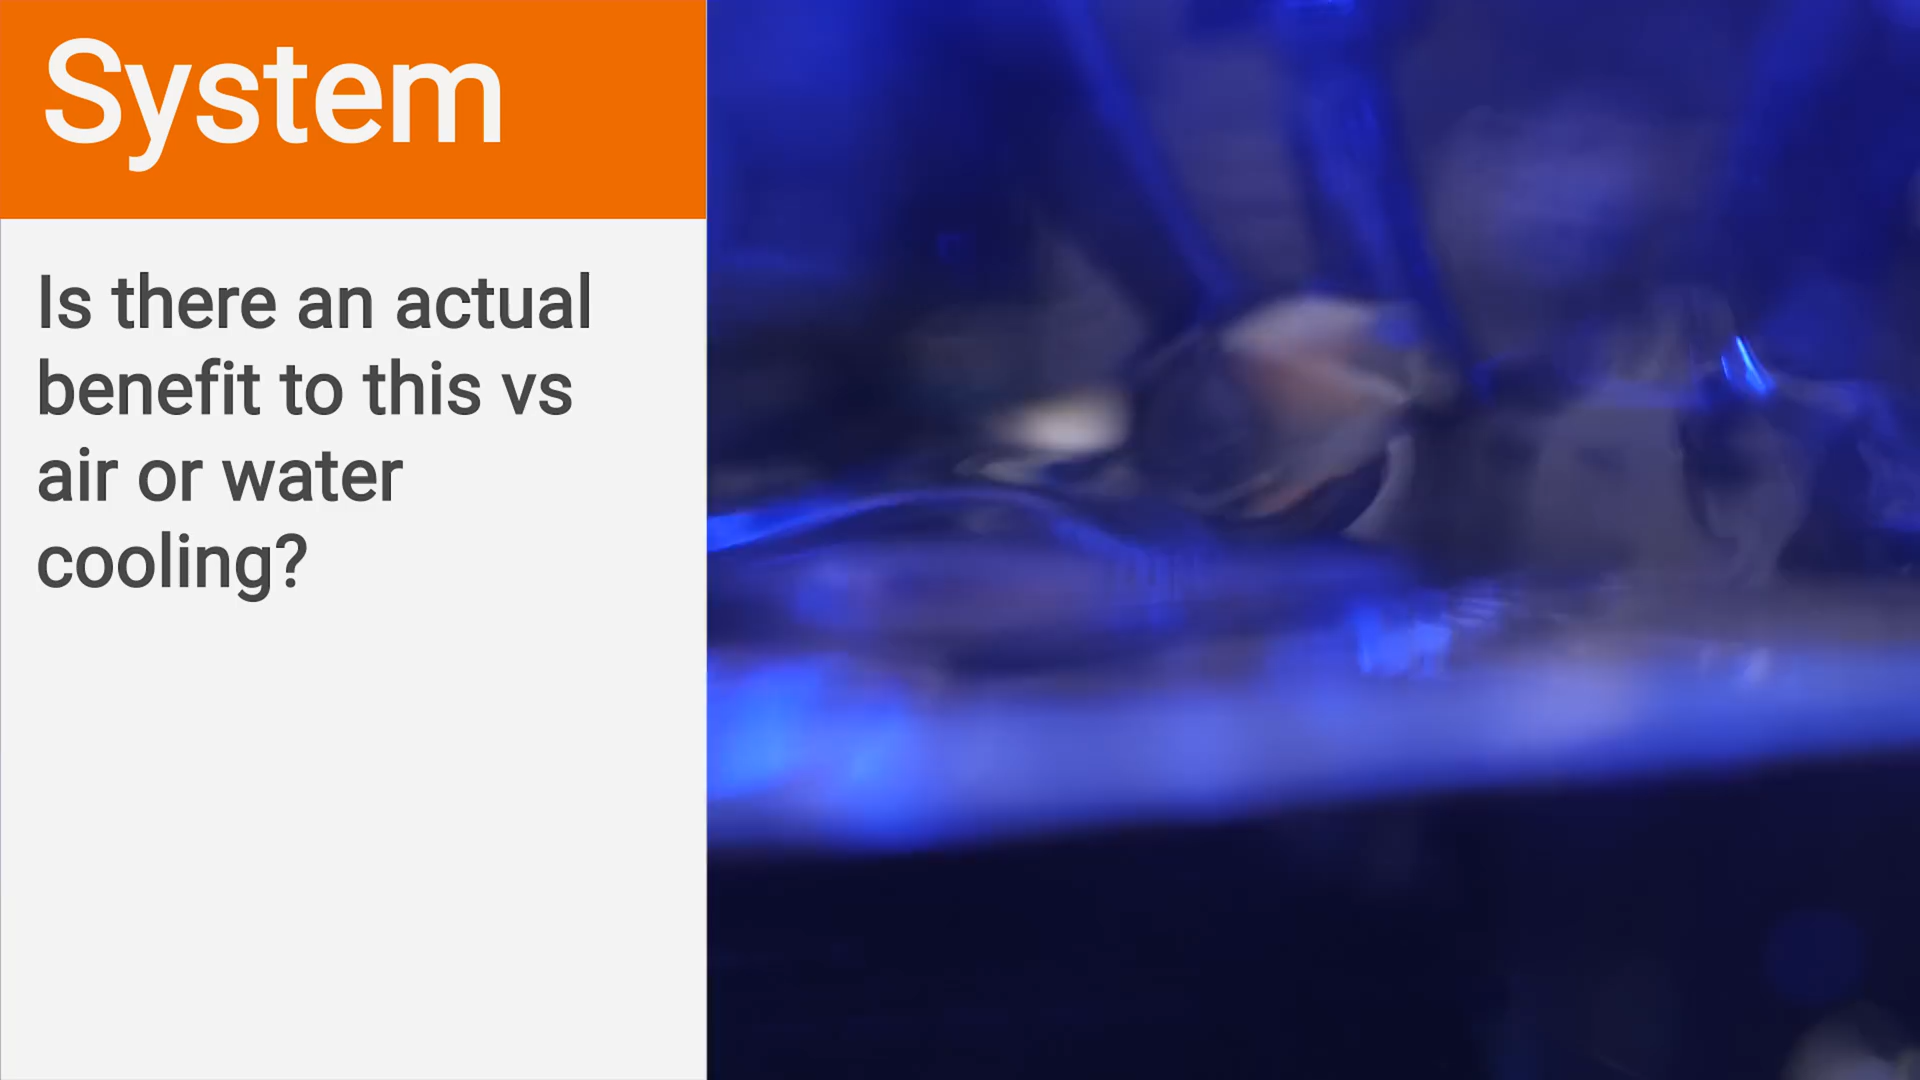 System
Is there an actual
benefit to this vs
air or water
cooling?